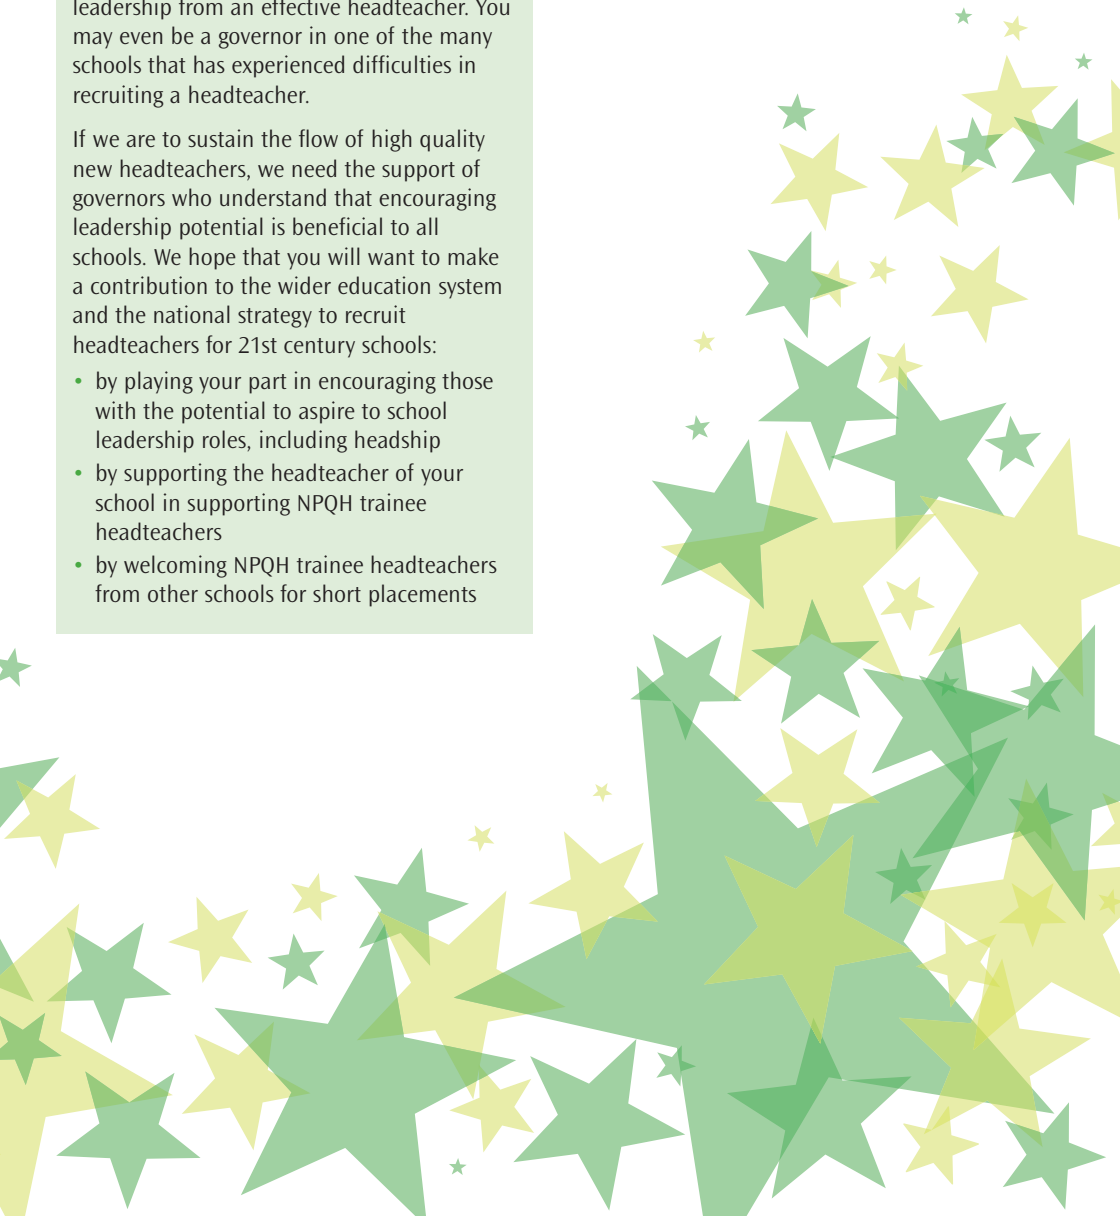 leadership from an effective headteacher. You
may even be a governor in one of the many
schools that has experienced difficulties in
recruiting a headteacher.
If we are to sustain the flow of high quality
new headteachers, we need the support of
governors who understand that encouraging
leadership potential is beneficial to all
schools. We hope that you will want to make
a contribution to the wider education system
and the national strategy to recruit
headteachers for 21st century schools:
• by playing your part in encouraging those
with the potential to aspire to school
leadership roles, including headship
• by supporting the headteacher of your
school in supporting NPQH trainee
headteachers
• by welcoming NPQH trainee headteachers
from other schools for short placements